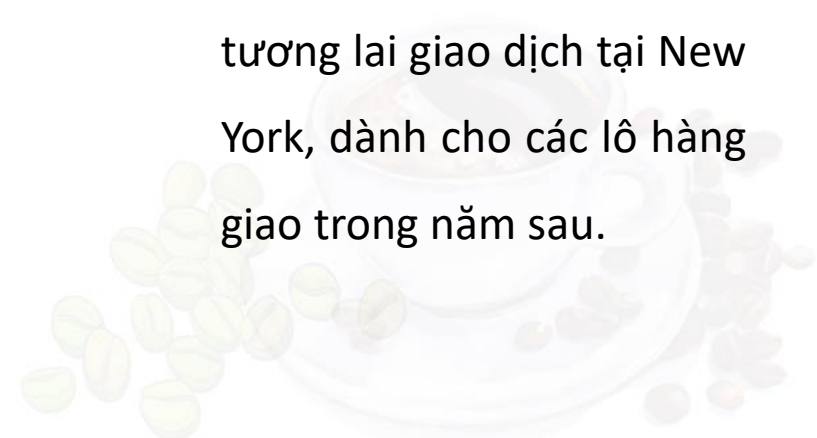 tương lai giao dịch tại New
York, dành cho các lô hàng
giao trong năm sau.